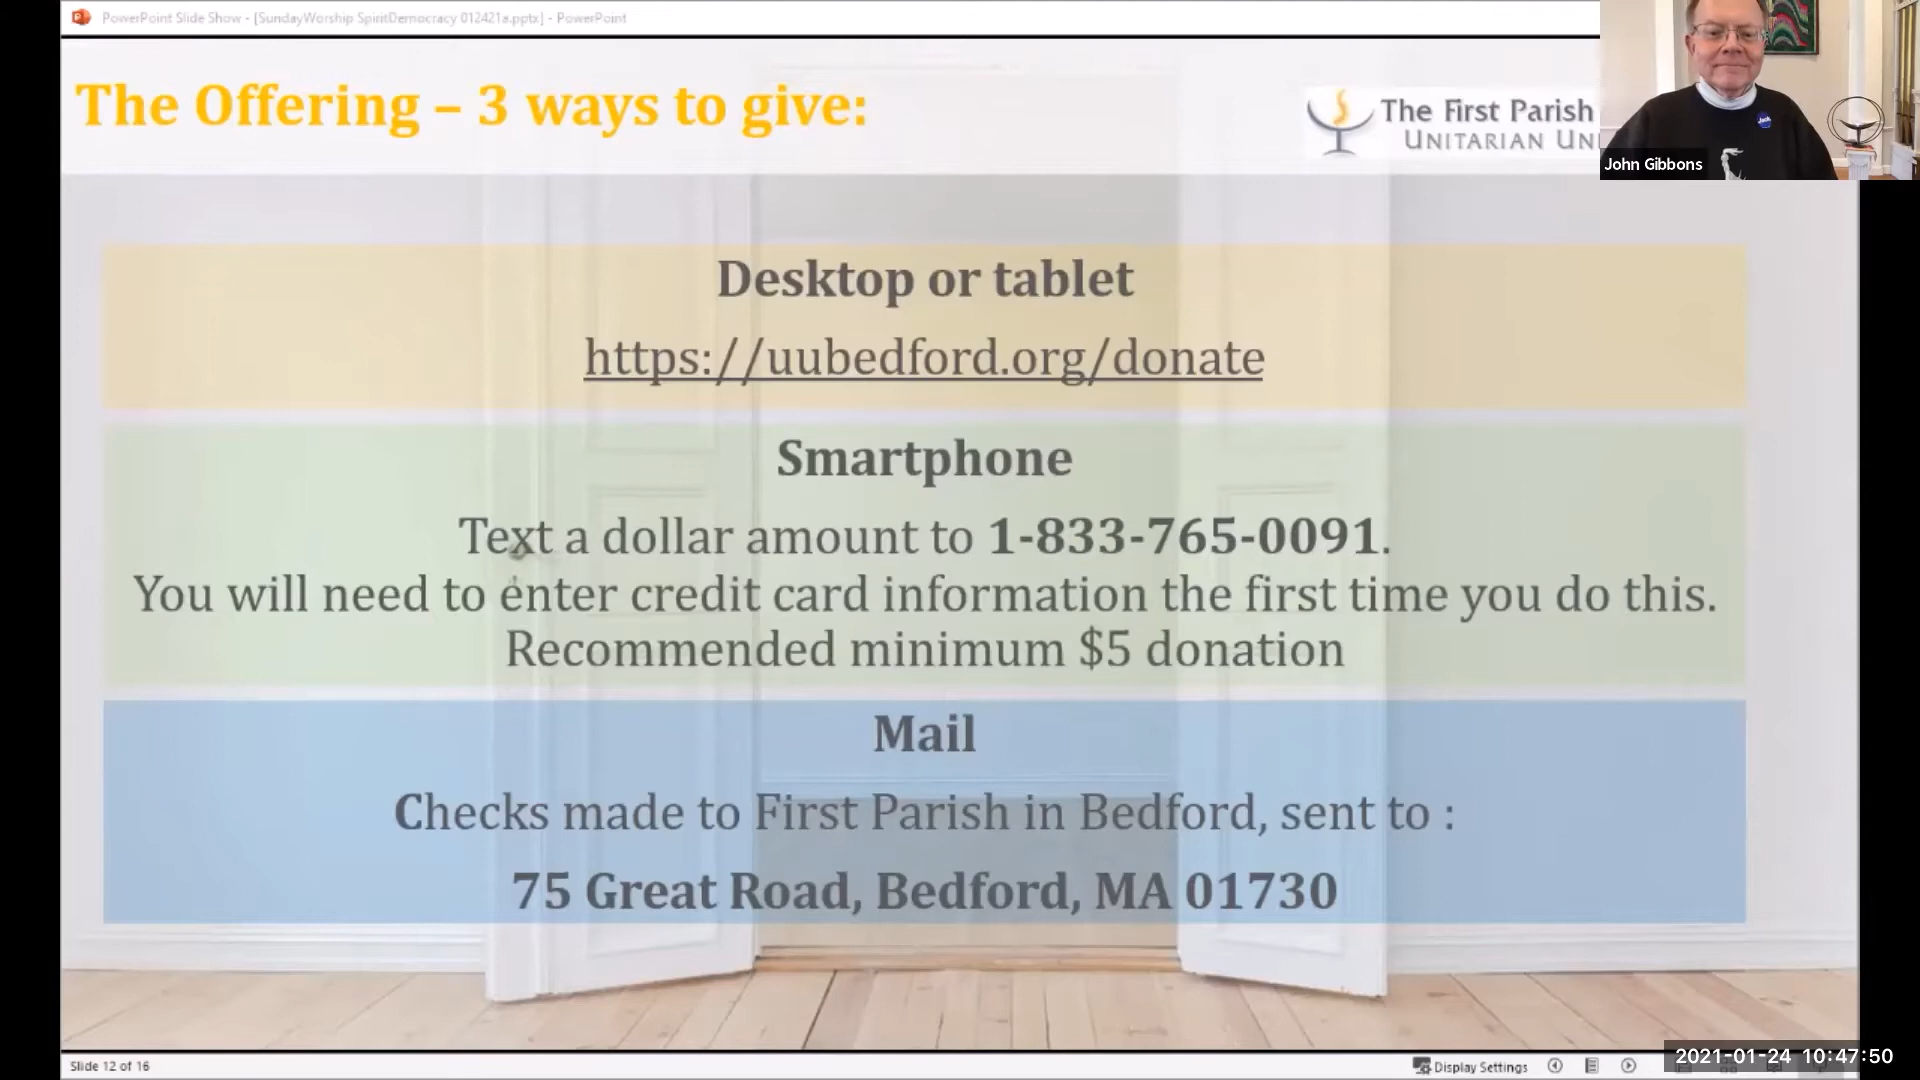 PowerPoint Slide Show - [SundayWorship SpiritDemocracy 012421a.pptx] - PowerPoint
The Offering – 3 ways to give:
The First Parish
UNITARIAN UNI
John Gibbons
Desktop or tablet
https://uubedford.org/donate
Smartphone
Text a dollar amount to 1-833-765-0091.
You will need to enter credit card information the first time you do this.
Recommended minimum $5 donation
Mail
Checks made to First Parish in Bedford, sent to :
75 Great Road, Bedford, MA 01730
Slide 12 of 16
Display Settings
2021-01-24 10:47:50